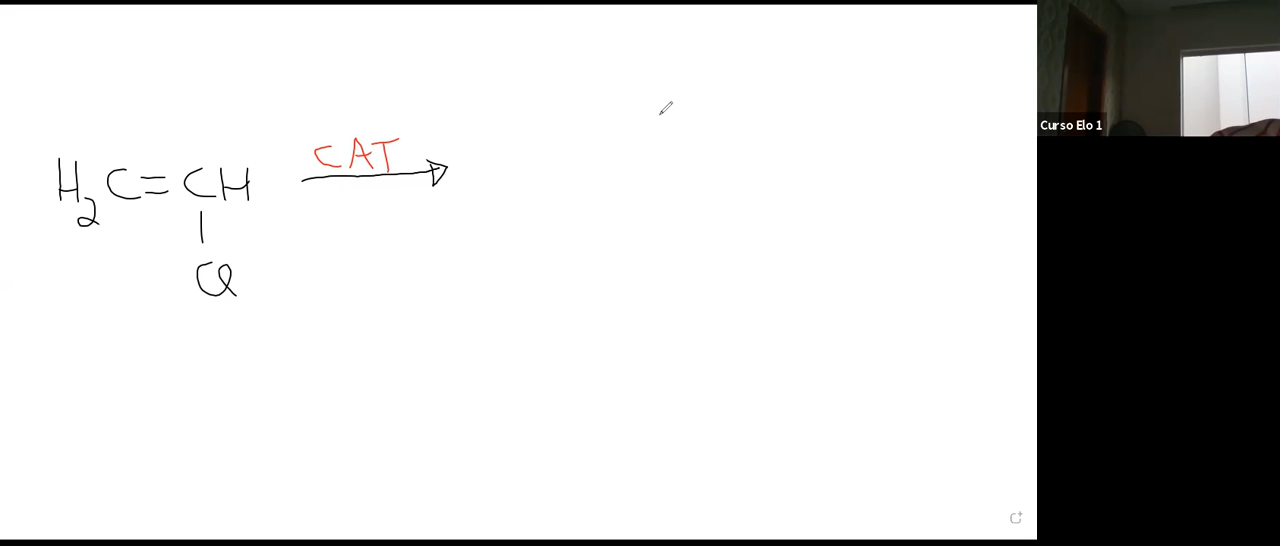 CAT
H₂C=CH
|
Cl
Curso Elo 1